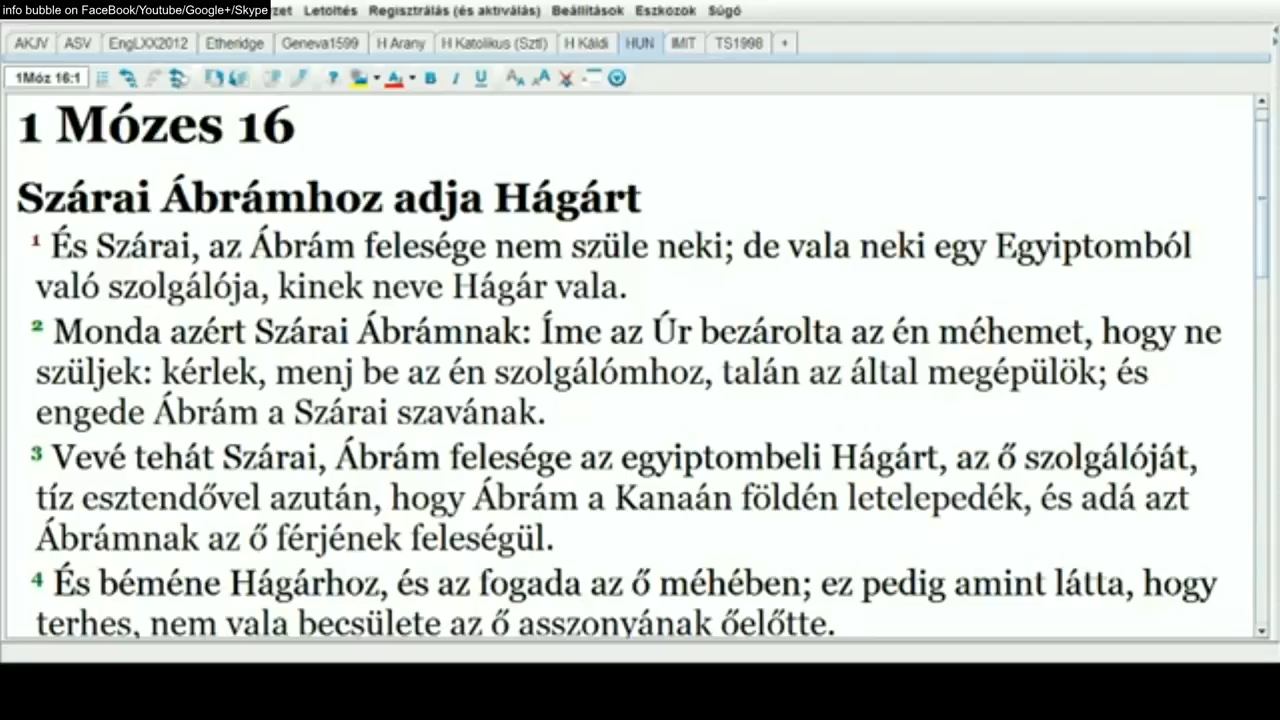 info bubble on FaceBook/Youtube/Google+/Skype
Letöltés Regisztrálás (és aktiválás) Beállítások Eszközök Súgó
AKJV ASV EngLXX2012 Etheridge Geneva1599 H Arany H Katolikus (SztI) H Káldi HUN IMIT TS1998 +
1Móz 16:1
1 Mózes 16
Szárai Ábrámhoz adja Hágárt
1 És Szárai, az Ábrám felesége nem szüle neki; de vala neki egy Egyiptomból
való szolgálója, kinek neve Hágár vala.
2 Monda azért Szárai Ábrámnak: Íme az Úr bezárolta az én méhemet, hogy ne
szüljek: kérlek, menj be az én szolgálómhoz, talán az által megépülök; és
engede Ábrám a Szárai szavának.
3 Vevé tehát Szárai, Ábrám felesége az egyiptombeli Hágárt, az ő szolgálóját,
tíz esztendővel azután, hogy Ábrám a Kanaán földén letelepedék, és adá azt
Ábrámnak az ő férjének feleségül.
4 És béméne Hágárhoz, és az fogada az ő méhében; ez pedig amint látta, hogy
terhes, nem vala becsülete az ő asszonyának őelőtte.